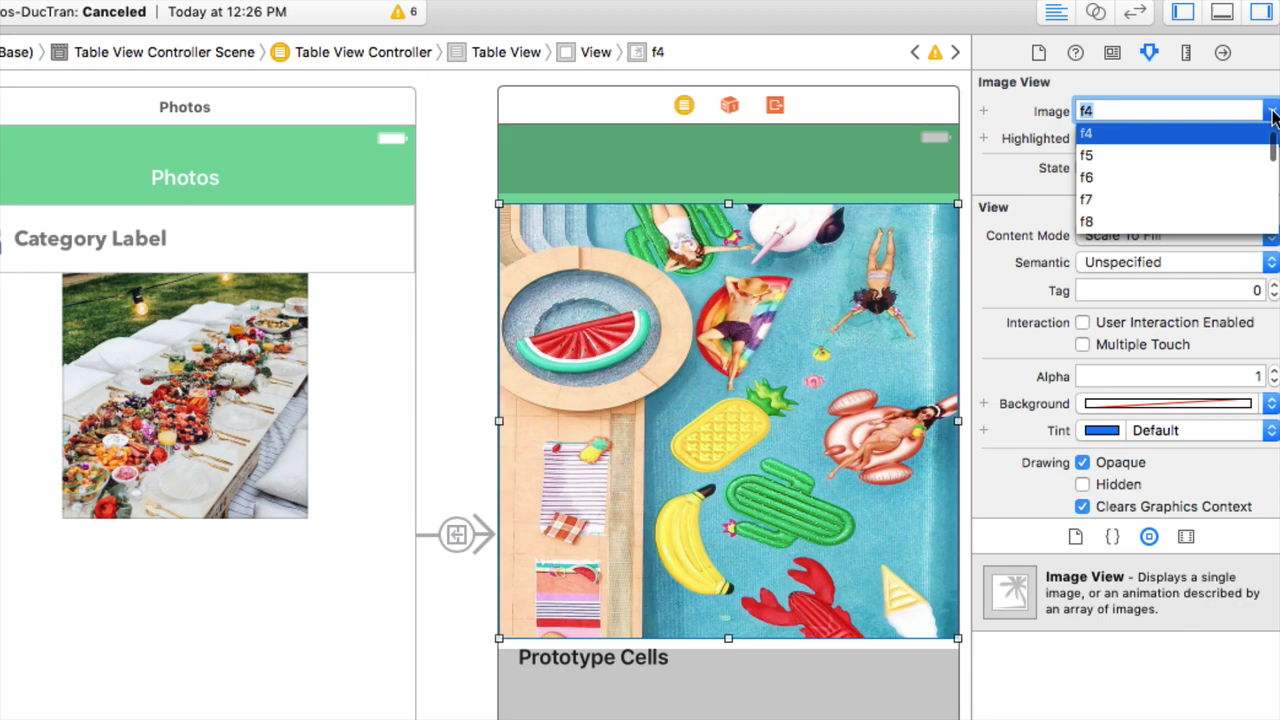 os-DucTran: Canceled | Today at 12:26 PM 6
Base) Table View Controller Scene Table View Controller Table View View f4
Photos
Photos
Category Label
Prototype Cells
Image View
Image f4
f4
f5
f6
f7
f8
Highlighted
State
View
Content Mode Scale To Fill
Semantic Unspecified
Tag 0
Interaction User Interaction Enabled
Multiple Touch
Alpha 1
Background
Tint Default
Drawing Opaque
Hidden
Clears Graphics Context
Image View - Displays a single
image, or an animation described by
an array of images.